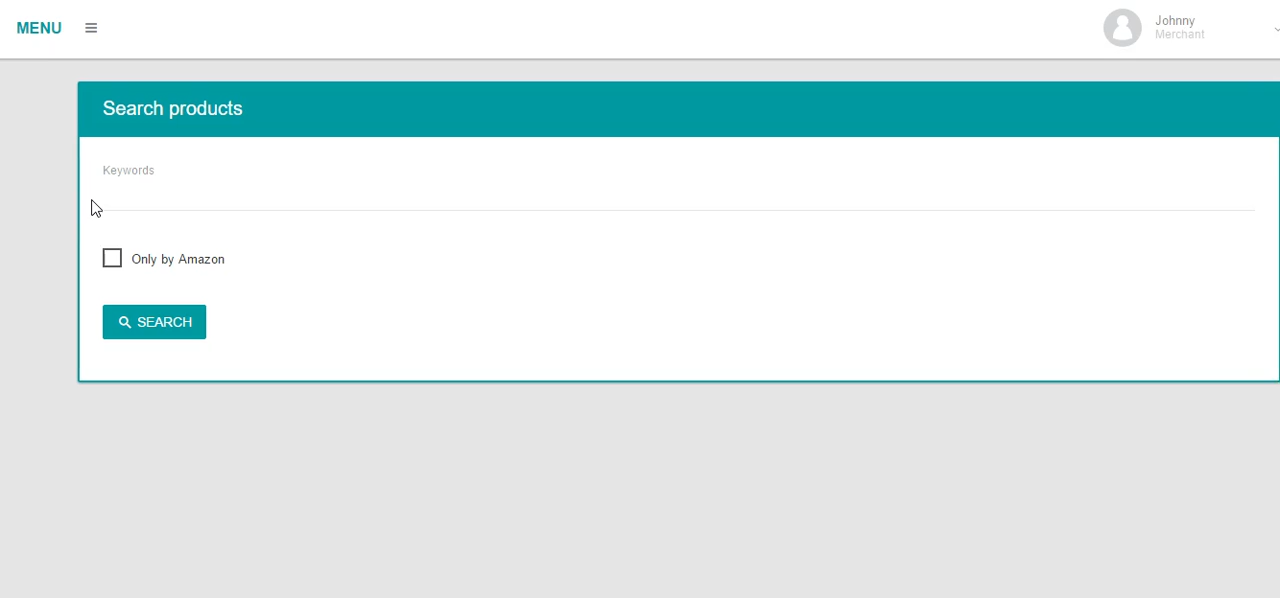 MENU
Johnny
Merchant
Search products
Keywords
Only by Amazon
SEARCH